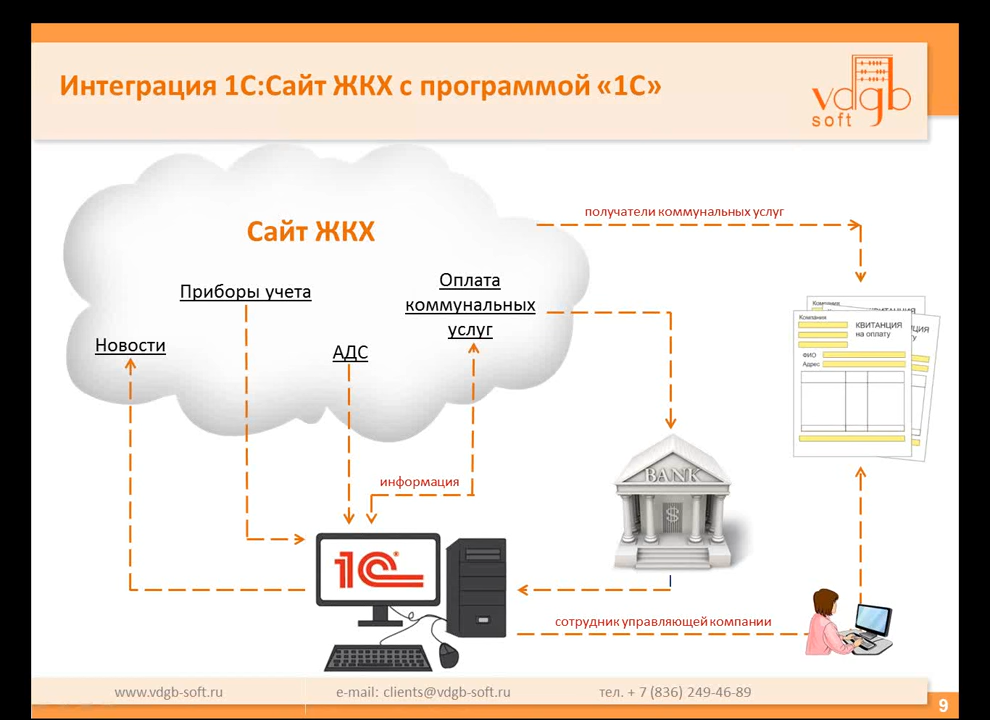 Интеграция 1С:Сайт ЖКХ с программой «1С»
vdgb
soft
получатели коммунальных услуг
Сайт ЖКХ
Приборы учета
Оплата
коммунальных
услуг
Новости
АДС
Компания
Компания
КВИТАНЦИЯ
на оплату
ФИО
Адрес
BANK
$
информация
1С
сотрудник управляющей компании
www.vdgb-soft.ru
e-mail: clients@vdgb-soft.ru
тел. + 7 (836) 249-46-89
9